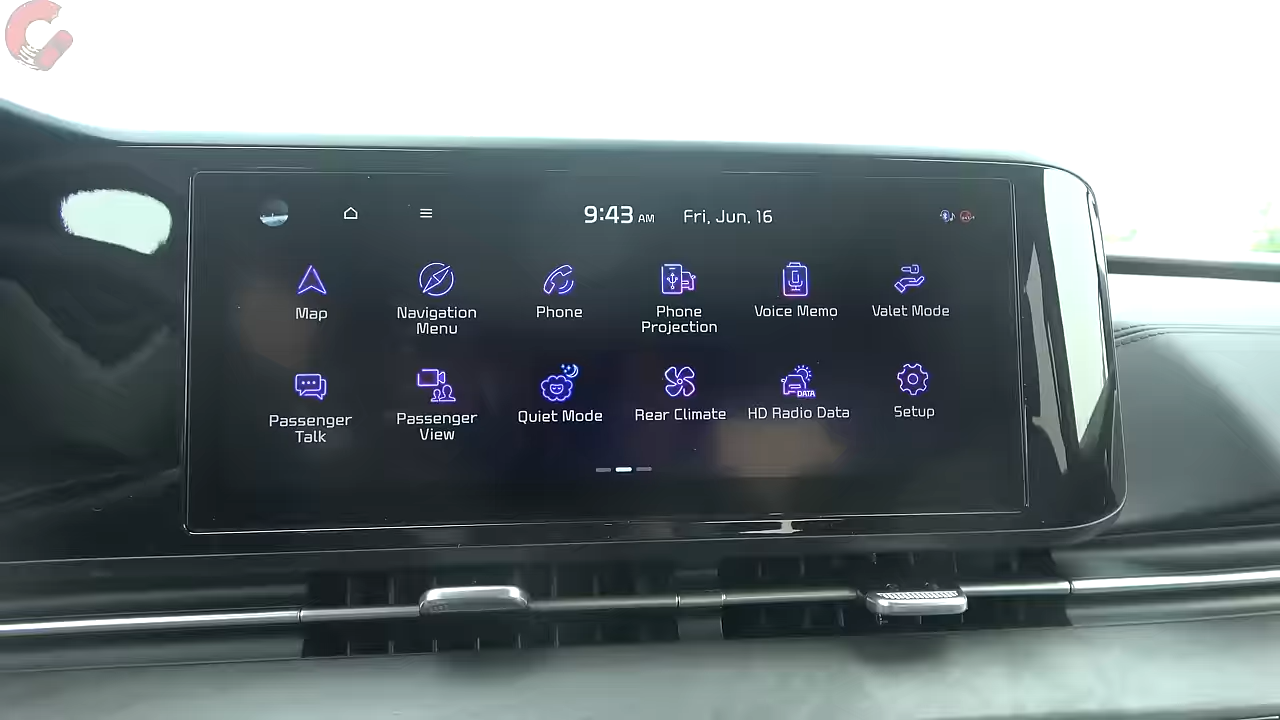 9:43 AM Fri, Jun. 16
Map
Navigation
Menu
Phone
Phone
Projection
Voice Memo
Valet Mode
Passenger
Talk
Passenger
View
Quiet Mode
Rear Climate
DATA
HD Radio Data
Setup